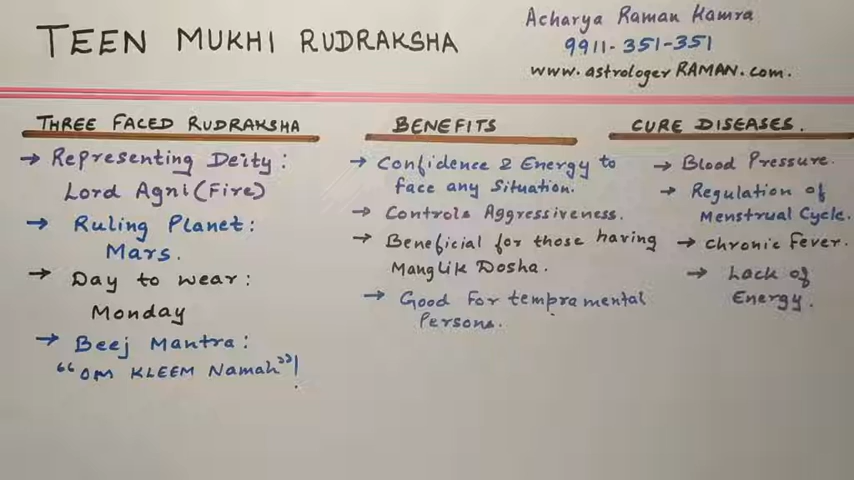 TEEN MUKHI RUDRAKSHA
Acharya Raman Hamra
9911-351-351
www.astrologerRAMAN.com.
THREE FACED RUDRAKSHA
→ Representing Deity:
Lord Agni (Fire)
→ Ruling Planet:
Mars.
→ Day to wear:
Monday
→ Beej Mantra:
"OM KLEEM Namah"|
BENEFITS
→ Confidence & Energy to
face any Situation.
→ Controls Aggressiveness.
→ Beneficial for those having
Manglik Dosha.
→ Good For tempramental
Persons.
CURE DISEASES.
→ Blood Pressure.
→ Regulation of
Menstrual Cycle.
→ Chronic Fever.
→ Lack of
Energy.